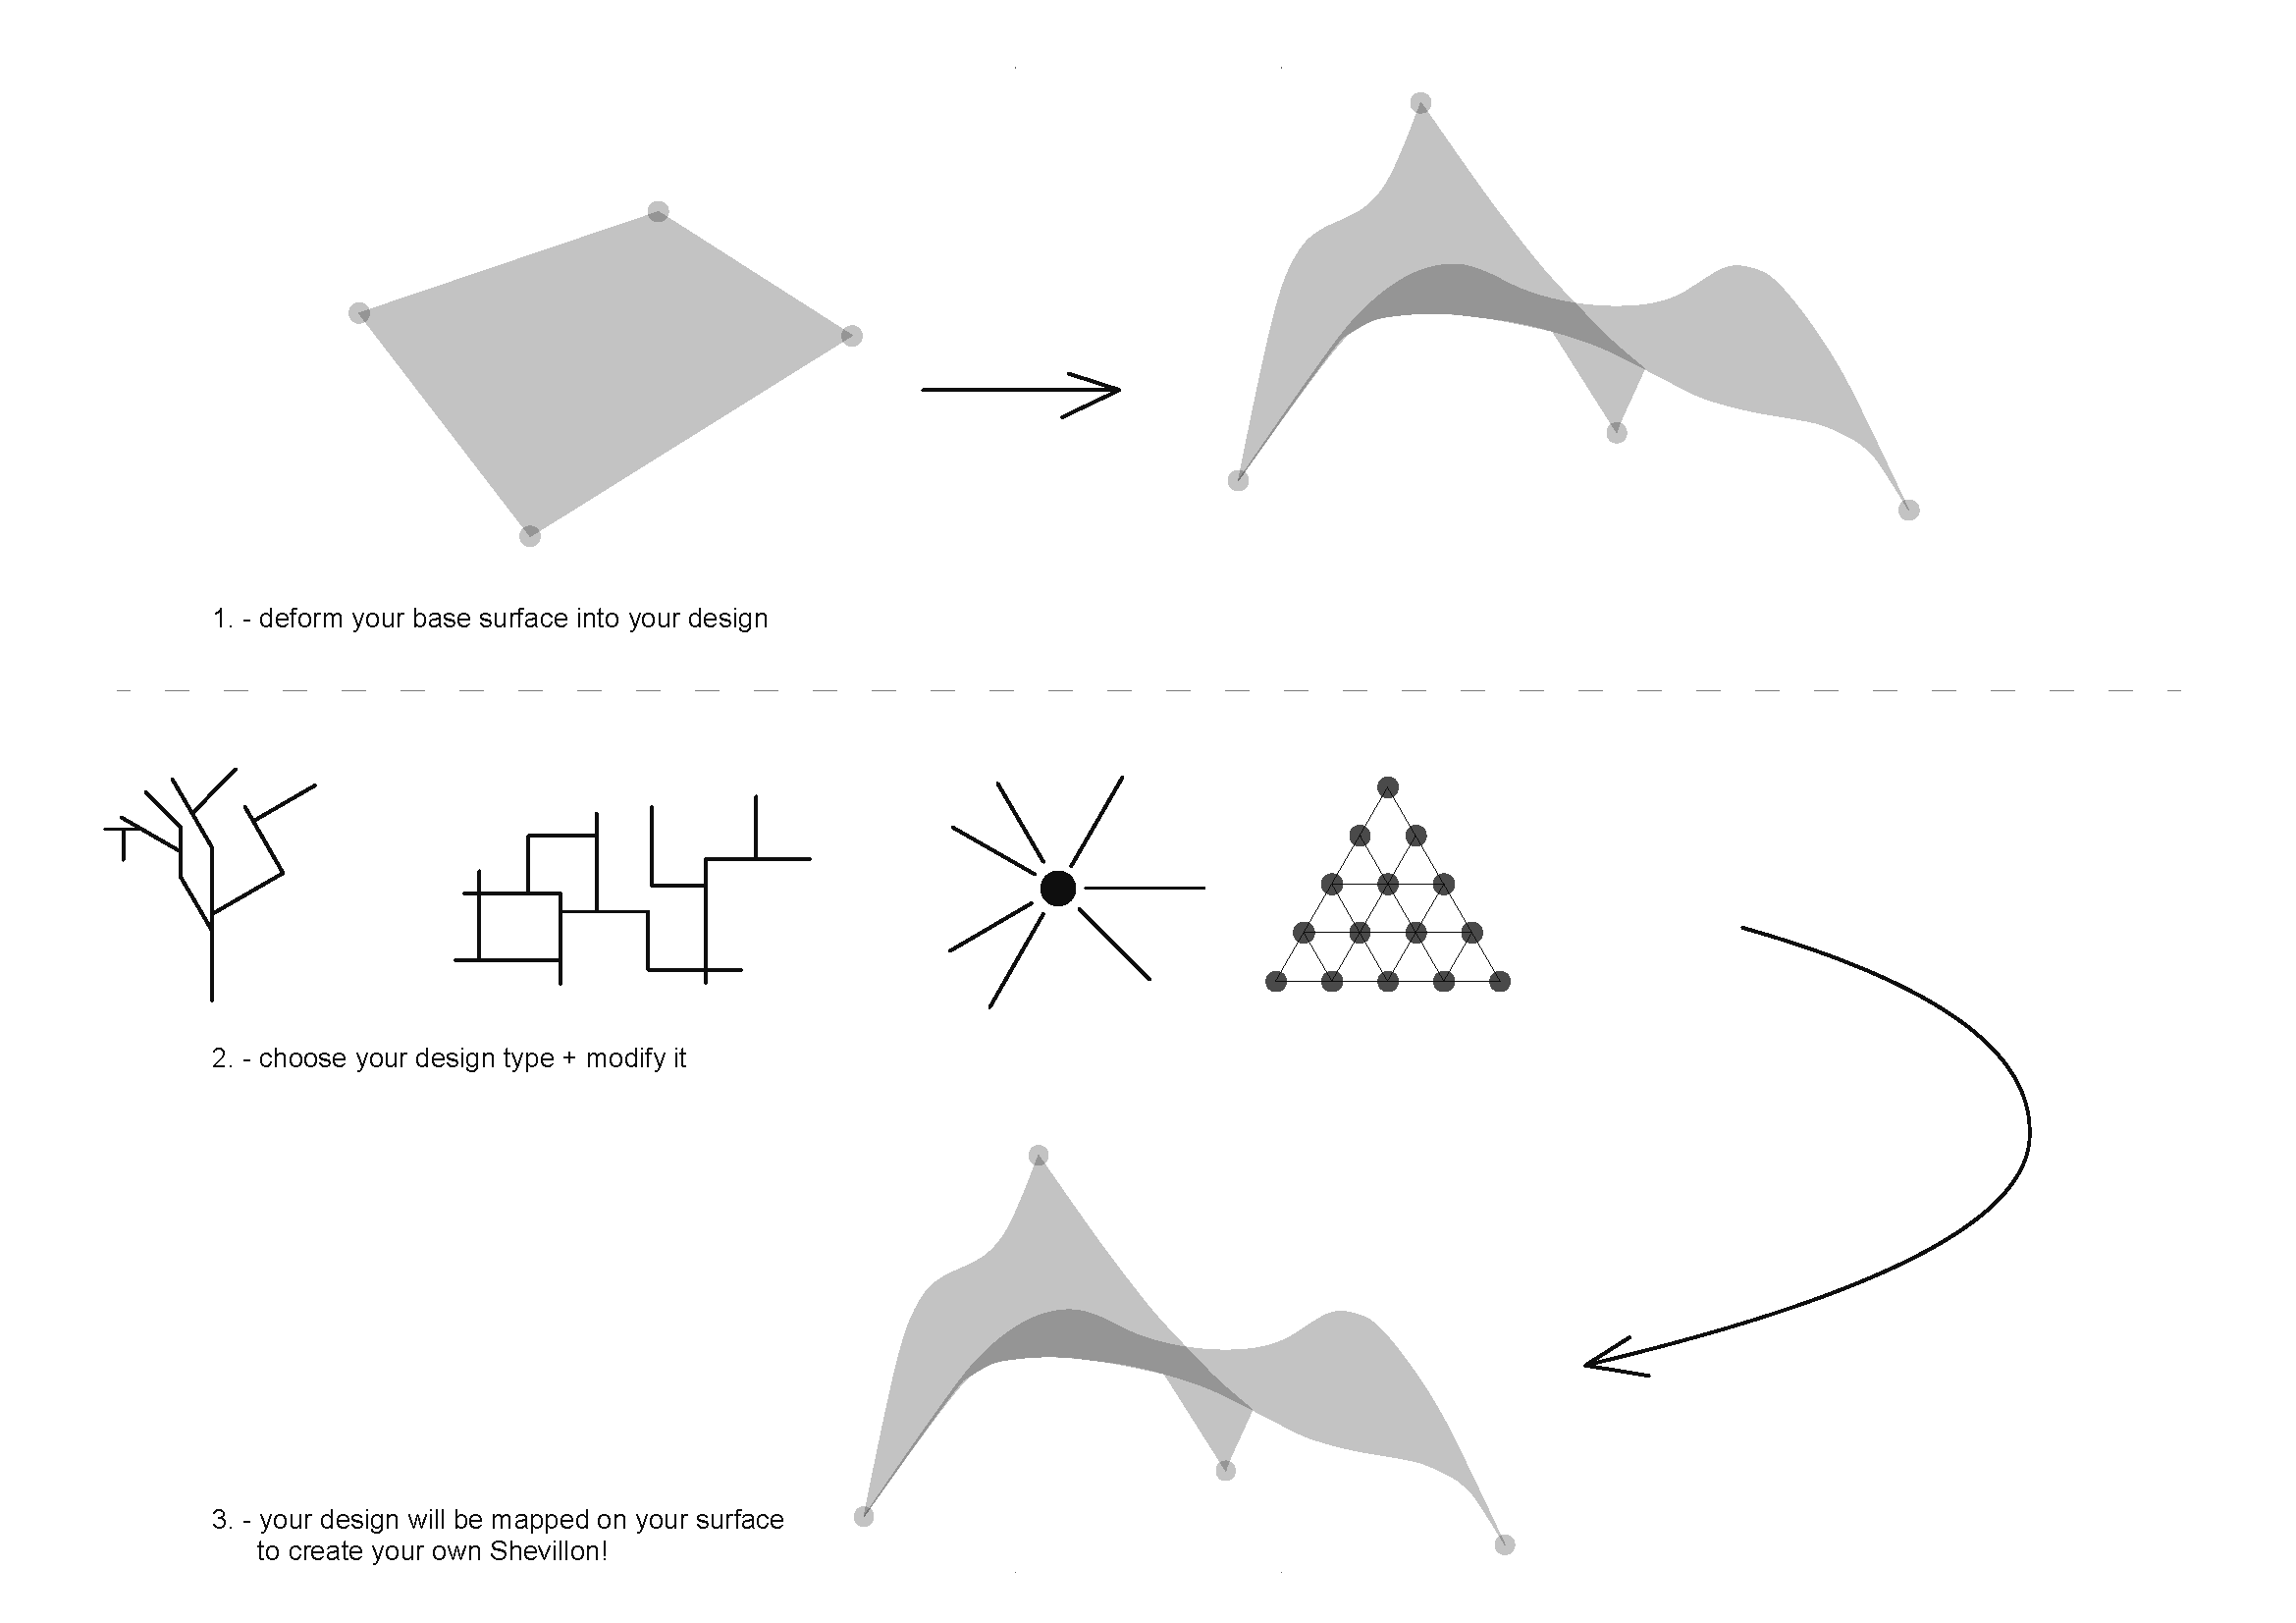 1. - deform your base surface into your design
2. - choose your design type + modify it
3. - your design will be mapped on your surface
to create your own Shevillon!